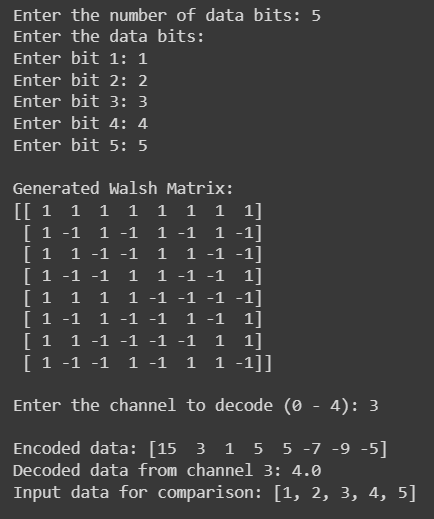 Enter the number of data bits: 5
Enter the data bits:
Enter bit 1: 1
Enter bit 2: 2
Enter bit 3: 3
Enter bit 4: 4
Enter bit 5: 5
Generated Walsh Matrix:
[[ 1  1  1  1  1  1  1  1]
 [ 1 -1  1 -1  1 -1  1 -1]
 [ 1  1 -1 -1  1  1 -1 -1]
 [ 1 -1 -1  1  1 -1 -1  1]
 [ 1  1  1  1 -1 -1 -1 -1]
 [ 1 -1  1 -1 -1  1 -1  1]
 [ 1  1 -1 -1 -1 -1  1  1]
 [ 1 -1 -1  1 -1  1  1 -1]]
Enter the channel to decode (0 - 4): 3
Encoded data: [15  3  1  5  5 -7 -9 -5]
Decoded data from channel 3: 4.0
Input data for comparison: [1, 2, 3, 4, 5]